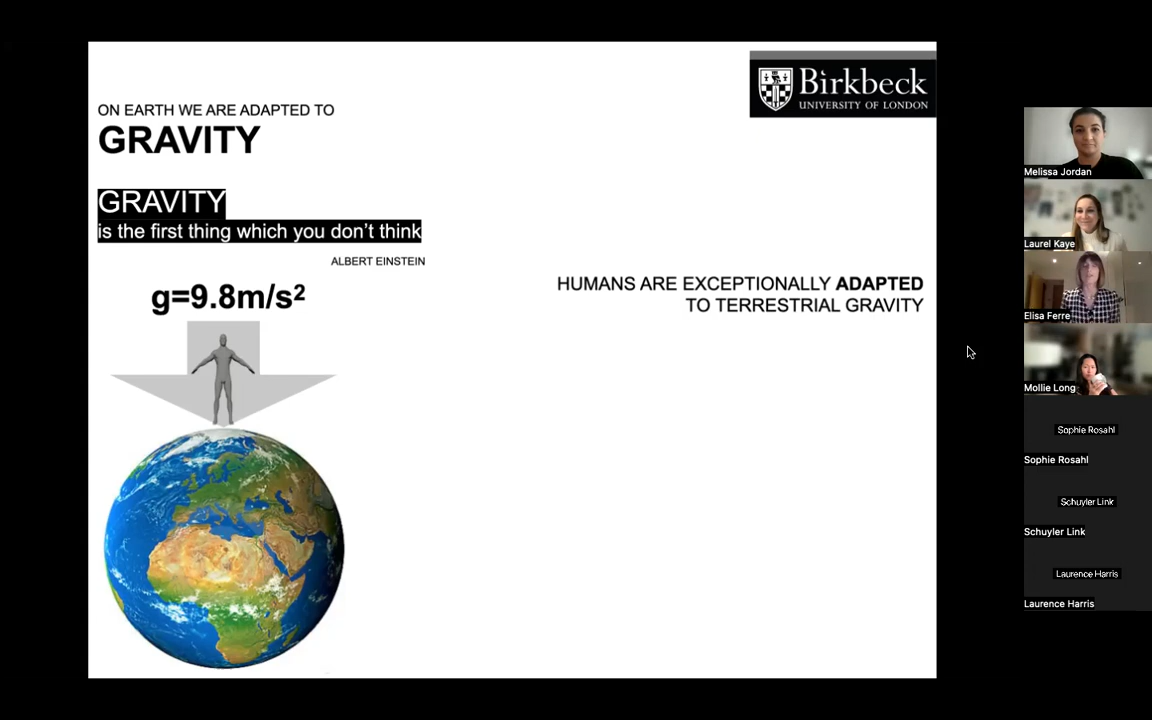 ON EARTH WE ARE ADAPTED TO
GRAVITY
Birkbeck
UNIVERSITY OF LONDON
GRAVITY
is the first thing which you don't think
ALBERT EINSTEIN
g=9.8m/s²
HUMANS ARE EXCEPTIONALLY ADAPTED
TO TERRESTRIAL GRAVITY
Melissa Jordan
Laurel Kaye
Elisa Ferre
Mollie Long
Sophie Rosahl
Sophie Rosahl
Schuyler Link
Schuyler Link
Laurence Harris
Laurence Harris